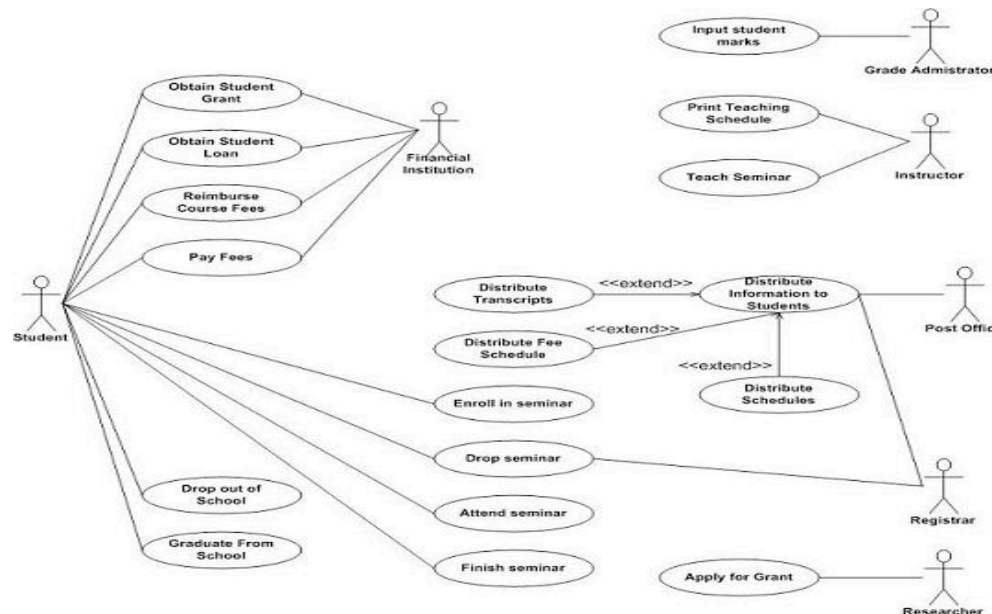 Input student
marks
Grade Admistrator
Obtain Student
Grant
Print Teaching
Schedule
Obtain Student
Loan
Financial
Institution
Teach Seminar
Instructor
Reimburse
Course Fees
Pay Fees
Student
Distribute
Transcripts
<<extend>>
Distribute
Information to
Students
Post Offic
Distribute Fee
Schedule
<<extend>>
<<extend>>
Distribute
Schedules
Enroll in seminar
Drop seminar
Drop out of
School
Attend seminar
Registrar
Graduate From
School
Finish seminar
Apply for Grant
Researcher